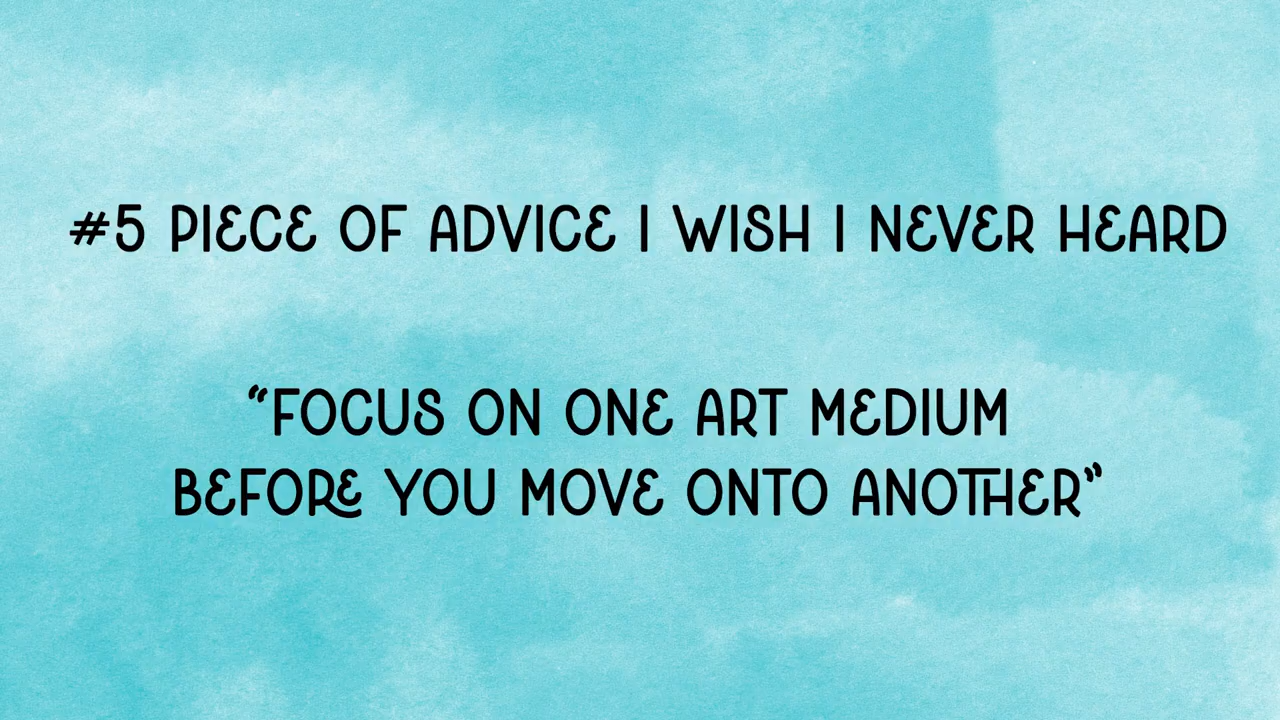 #5 PIECE OF ADVICE I WISH I NEVER HEARD
“FOCUS ON ONE ART MEDIUM
BEFORE YOU MOVE ONTO ANOTHER”